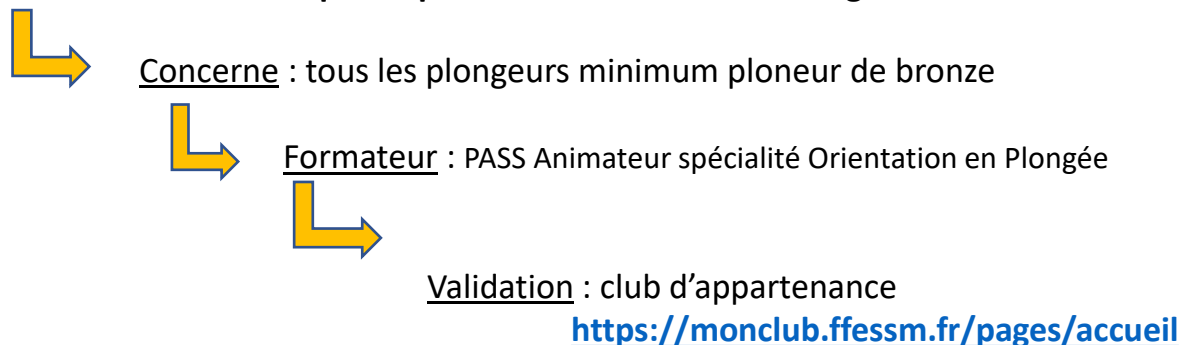 Concerne : tous les plongeurs minimum ploneur de bronze
Formateur : PASS Animateur spécialité Orientation en Plongée
Validation : club d’appartenance
https://monclub.ffessm.fr/pages/accueil